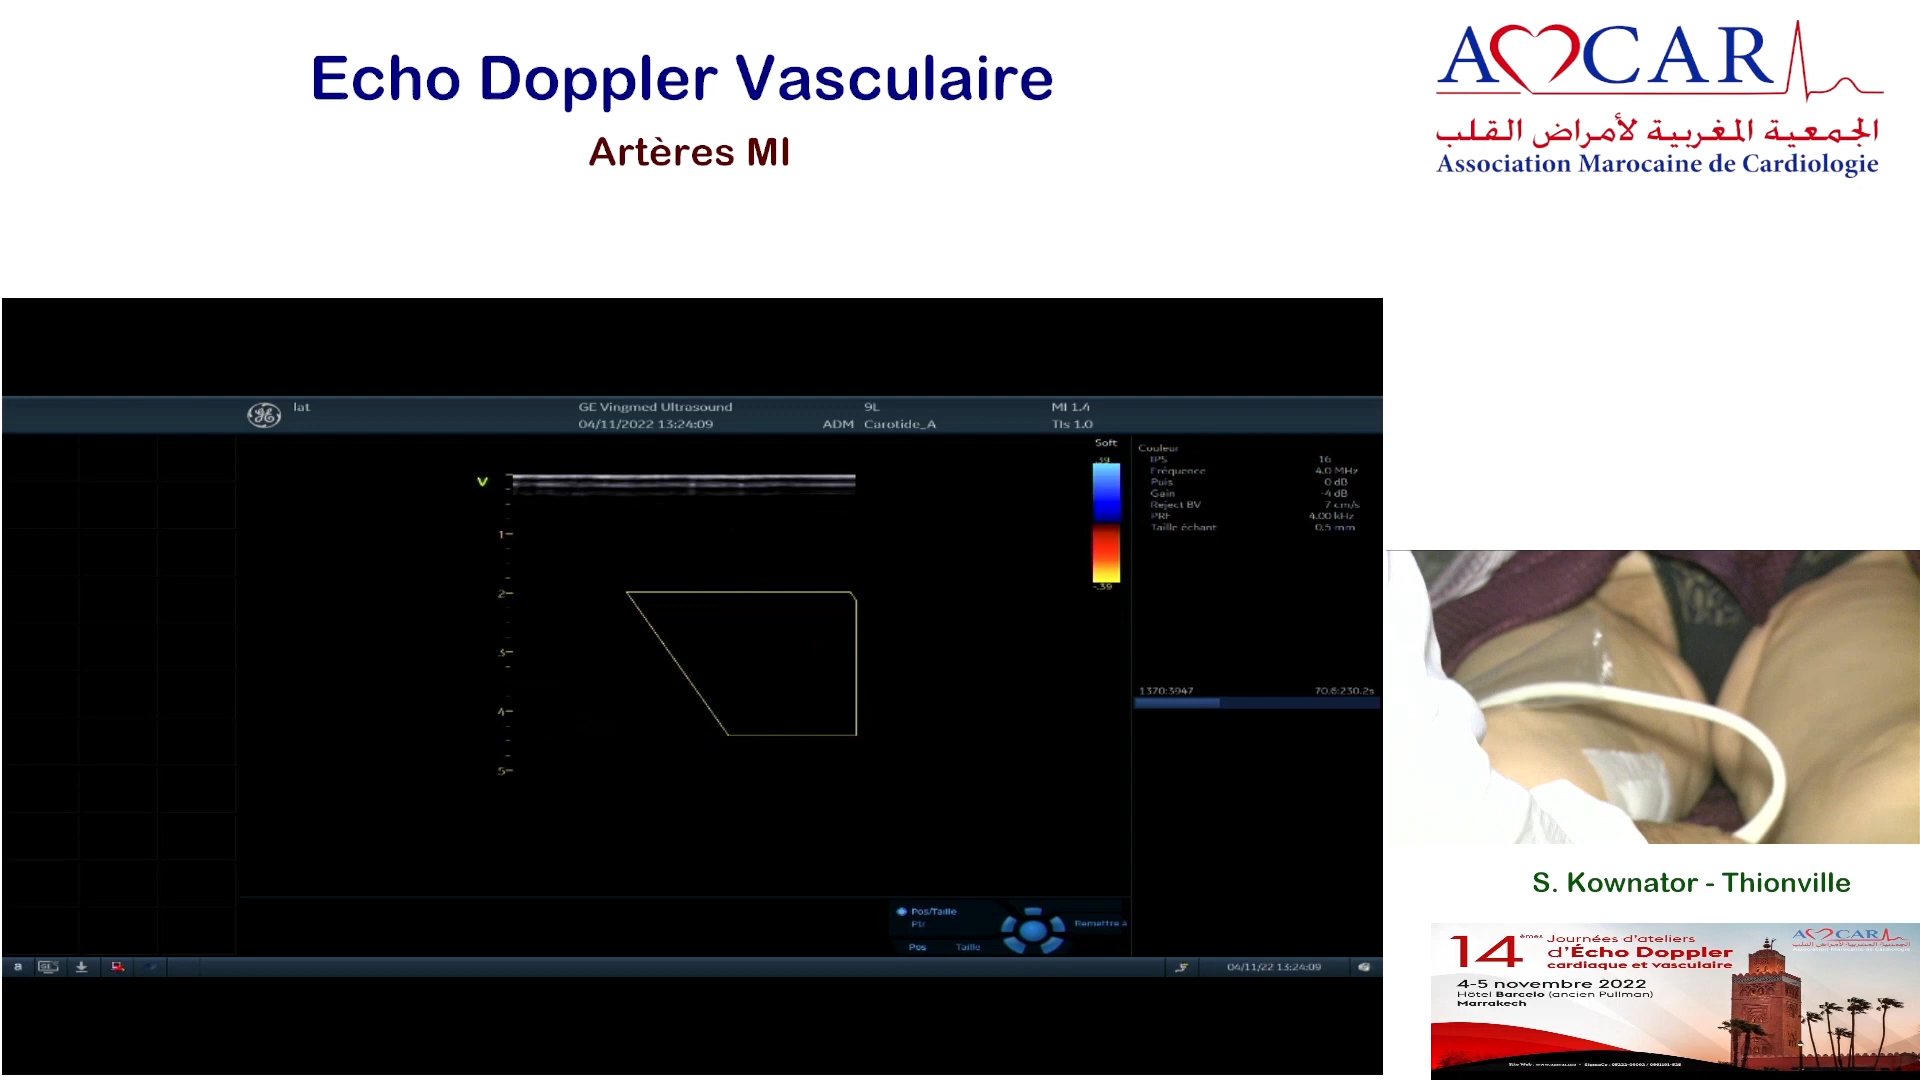 Echo Doppler Vasculaire
Artères MI
AMCAR
الجمعية المغربية لأمراض القلب
Association Marocaine de Cardiologie
lat
GE Vingmed Ultrasound
04/11/2022 13:24:09
ADM
9L
Carotide_A
MI 1.4
TIs 1.0
Soft
.39
-.39
V
1
2
3
4
5
Couleur
IPS 16
Fréquence 4.0 MHz
Puis 0 dB
Gain -4 dB
Reject BV 7 cm/s
PRF 4.00 kHz
Taille échant 0.5 mm
1370:3947 70.6:230.2s
Pos/Taille
Pos Taille
Remettre à
a
04/11/22 13:24:09
S. Kownator - Thionville
14èmes Journées d'ateliers
d'Écho Doppler
cardiaque et vasculaire
4-5 novembre 2022
Hôtel Barcelo (ancien Pullman)
Marrakech
AMCAR